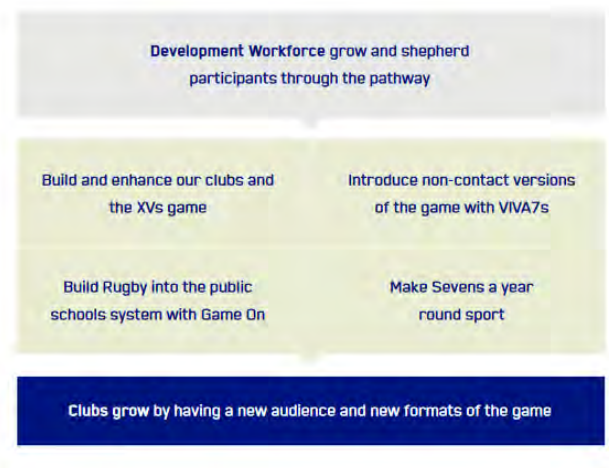 Development Workforce grow and shepherd
participants through the pathway
Build and enhance our clubs and
the XVs game
Introduce non-contact versions
of the game with VIVA7s
Build Rugby into the public
schools system with Game On
Make Sevens a year
round sport
Clubs grow by having a new audience and new formats of the game